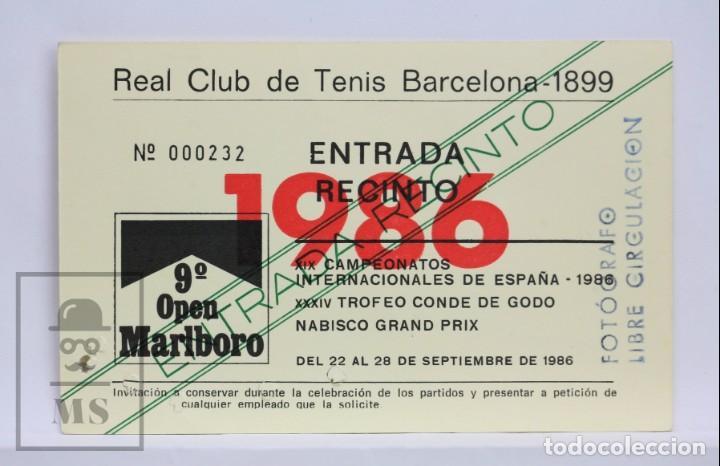 Real Club de Tenis Barcelona-1899
Nº 000232
ENTRADA
RECINTO
1986
ENTRADA RECINTO
9º
Open
Marlboro
XIX CAMPEONATOS
INTERNACIONALES DE ESPAÑA - 1986
XXXIV TROFEO CONDE DE GODO
NABISCO GRAND PRIX
DEL 22 AL 28 DE SEPTIEMBRE DE 1986
Invitación a conservar durante la celebración de los partidos y presentar a petición de
cualquier empleado que la solicite.
FOTÓGRAFO
LIBRE CIRCULACION
MS
todocoleccion